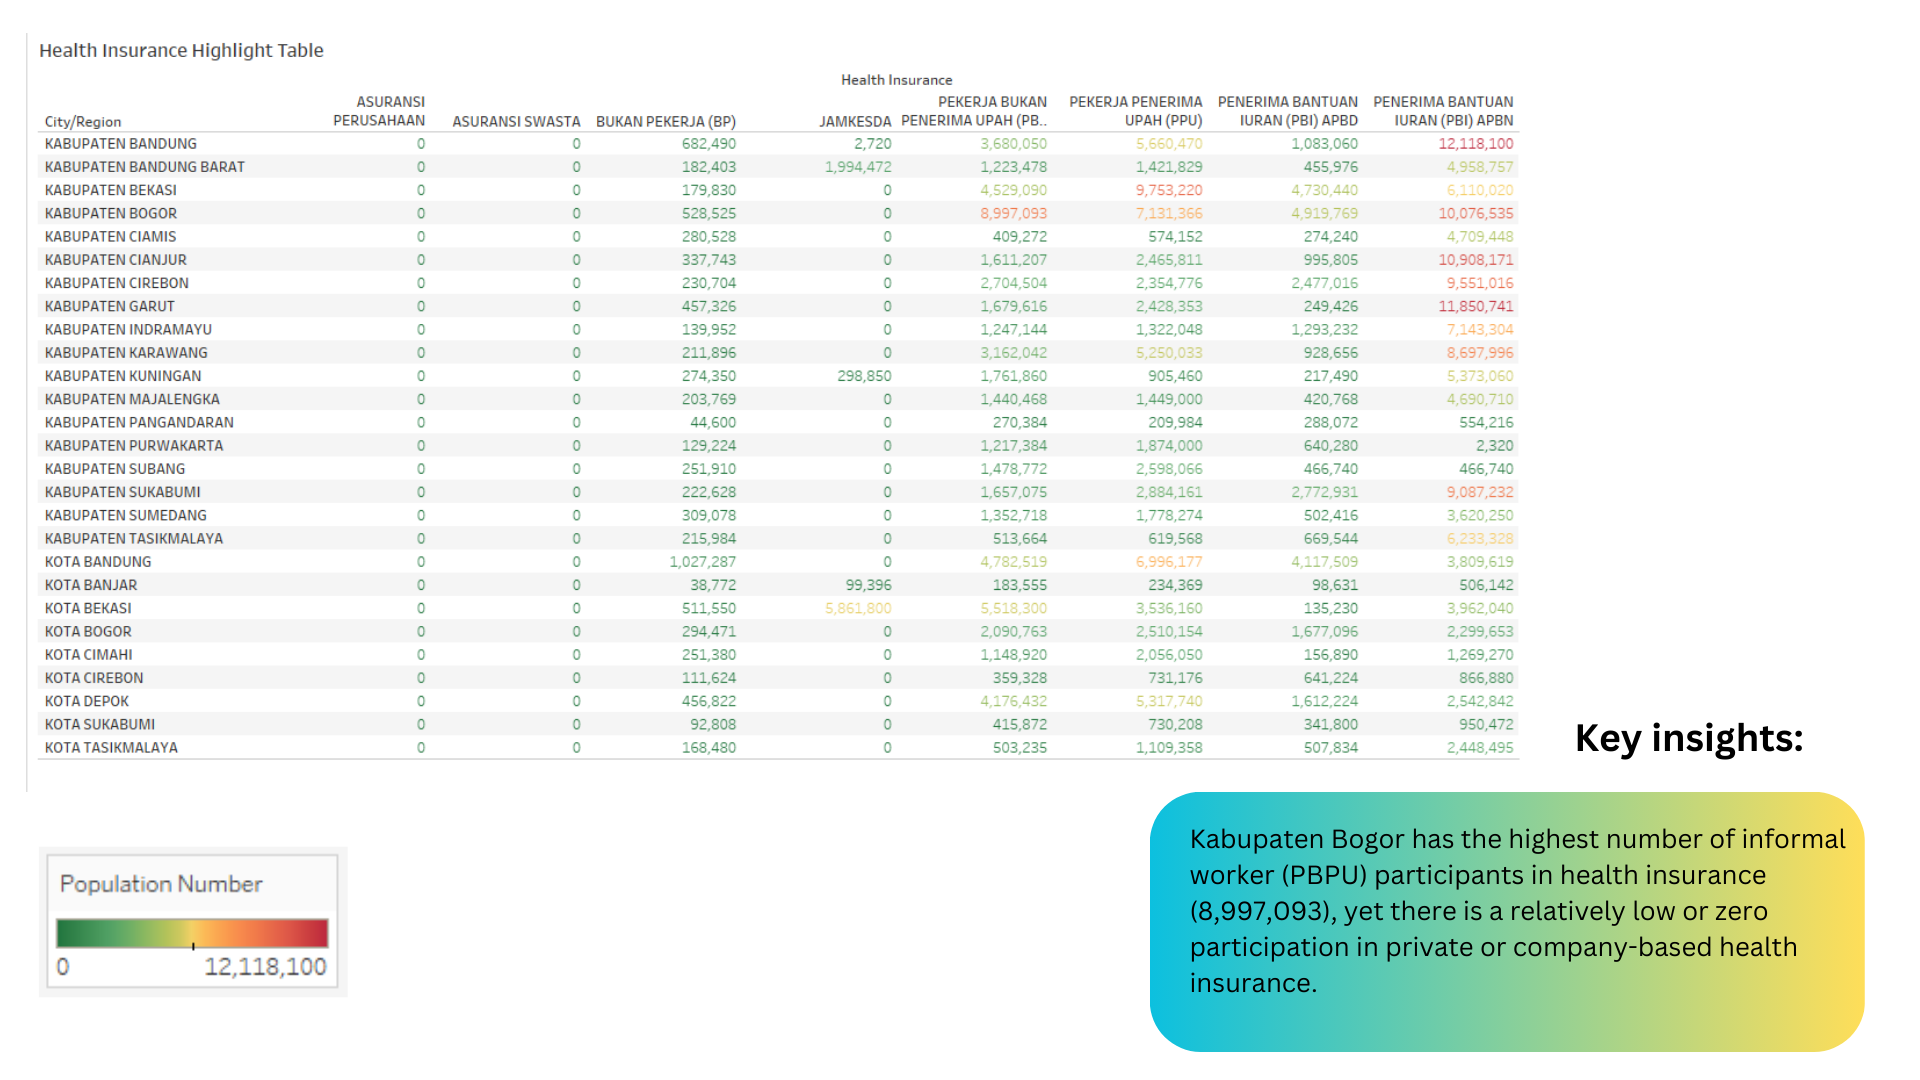 Health Insurance Highlight Table
Health Insurance
City/Region ASURANSI PERUSAHAAN ASURANSI SWASTA BUKAN PEKERJA (BP) JAMKESDA PEKERJA BUKAN PENERIMA UPAH (PB.. PEKERJA PENERIMA UPAH (PPU) PENERIMA BANTUAN IURAN (PBI) APBD PENERIMA BANTUAN IURAN (PBI) APBN
KABUPATEN BANDUNG 0 0 682,490 2,720 3,680,050 5,660,470 1,083,060 12,118,100
KABUPATEN BANDUNG BARAT 0 0 182,403 1,994,472 1,223,478 1,421,829 455,976 4,958,757
KABUPATEN BEKASI 0 0 179,830 0 4,529,090 9,753,220 4,730,440 6,110,020
KABUPATEN BOGOR 0 0 528,525 0 8,997,093 7,131,366 4,919,769 10,076,535
KABUPATEN CIAMIS 0 0 280,528 0 409,272 574,152 274,240 4,709,448
KABUPATEN CIANJUR 0 0 337,743 0 1,611,207 2,465,811 995,805 10,908,171
KABUPATEN CIREBON 0 0 230,704 0 2,704,504 2,354,776 2,477,016 9,551,016
KABUPATEN GARUT 0 0 457,326 0 1,679,616 2,428,353 249,426 11,850,741
KABUPATEN INDRAMAYU 0 0 139,952 0 1,247,144 1,322,048 1,293,232 7,143,304
KABUPATEN KARAWANG 0 0 211,896 0 3,162,042 5,250,033 928,656 8,697,996
KABUPATEN KUNINGAN 0 0 274,350 298,850 1,761,860 905,460 217,490 5,373,060
KABUPATEN MAJALENGKA 0 0 203,769 0 1,440,468 1,449,000 420,768 4,690,710
KABUPATEN PANGANDARAN 0 0 44,600 0 270,384 209,984 288,072 554,216
KABUPATEN PURWAKARTA 0 0 129,224 0 1,217,384 1,874,000 640,280 2,320
KABUPATEN SUBANG 0 0 251,910 0 1,478,772 2,598,066 466,740 466,740
KABUPATEN SUKABUMI 0 0 222,628 0 1,657,075 2,884,161 2,772,931 9,087,232
KABUPATEN SUMEDANG 0 0 309,078 0 1,352,718 1,778,274 502,416 3,620,250
KABUPATEN TASIKMALAYA 0 0 215,984 0 513,664 619,568 669,544 6,233,328
KOTA BANDUNG 0 0 1,027,287 0 4,782,519 6,996,177 4,117,509 3,809,619
KOTA BANJAR 0 0 38,772 99,396 183,555 234,369 98,631 506,142
KOTA BEKASI 0 0 511,550 5,861,800 5,518,300 3,536,160 135,230 3,962,040
KOTA BOGOR 0 0 294,471 0 2,090,763 2,510,154 1,677,096 2,299,653
KOTA CIMAHI 0 0 251,380 0 1,148,920 2,056,050 156,890 1,269,270
KOTA CIREBON 0 0 111,624 0 359,328 731,176 641,224 866,880
KOTA DEPOK 0 0 456,822 0 4,176,432 5,317,740 1,612,224 2,542,842
KOTA SUKABUMI 0 0 92,808 0 415,872 730,208 341,800 950,472
KOTA TASIKMALAYA 0 0 168,480 0 503,235 1,109,358 507,834 2,448,495
Population Number
0 12,118,100
Key insights:
Kabupaten Bogor has the highest number of informal
worker (PBPU) participants in health insurance
(8,997,093), yet there is a relatively low or zero
participation in private or company-based health
insurance.